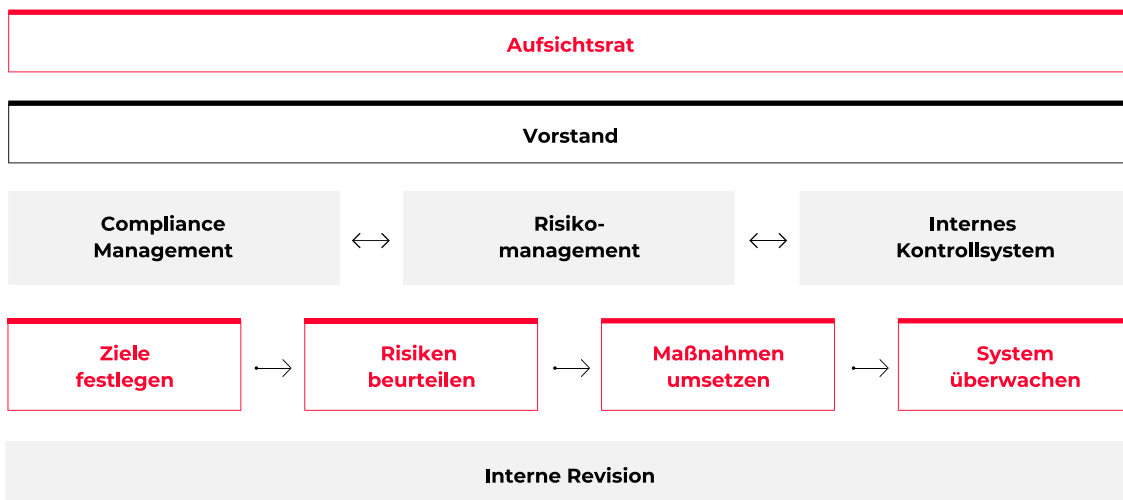 Aufsichtsrat
Vorstand
Compliance
Management
Risiko-
management
Internes
Kontrollsystem
Ziele
festlegen
Risiken
beurteilen
Maßnahmen
umsetzen
System
überwachen
Interne Revision